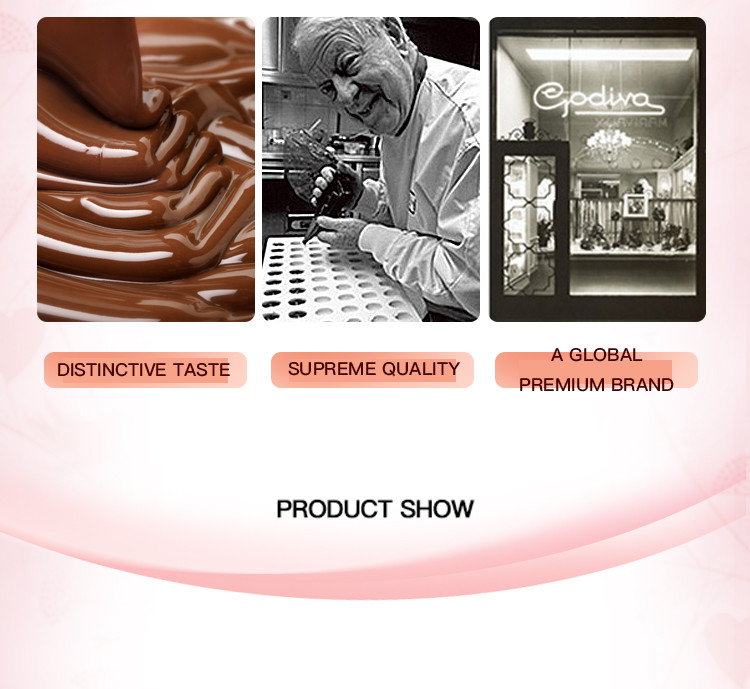 Godiva
DISTINCTIVE TASTE
SUPREME QUALITY
A GLOBAL
PREMIUM BRAND
PRODUCT SHOW